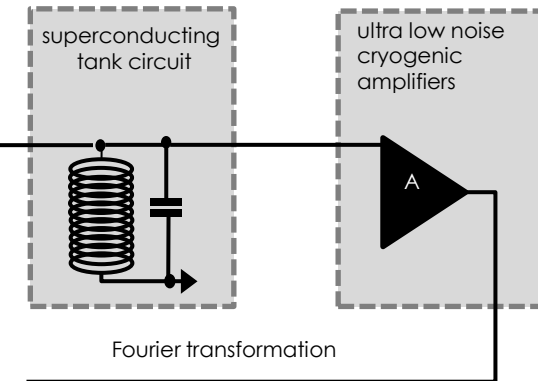 superconducting
tank circuit
ultra low noise
cryogenic
amplifiers
A
Fourier transformation